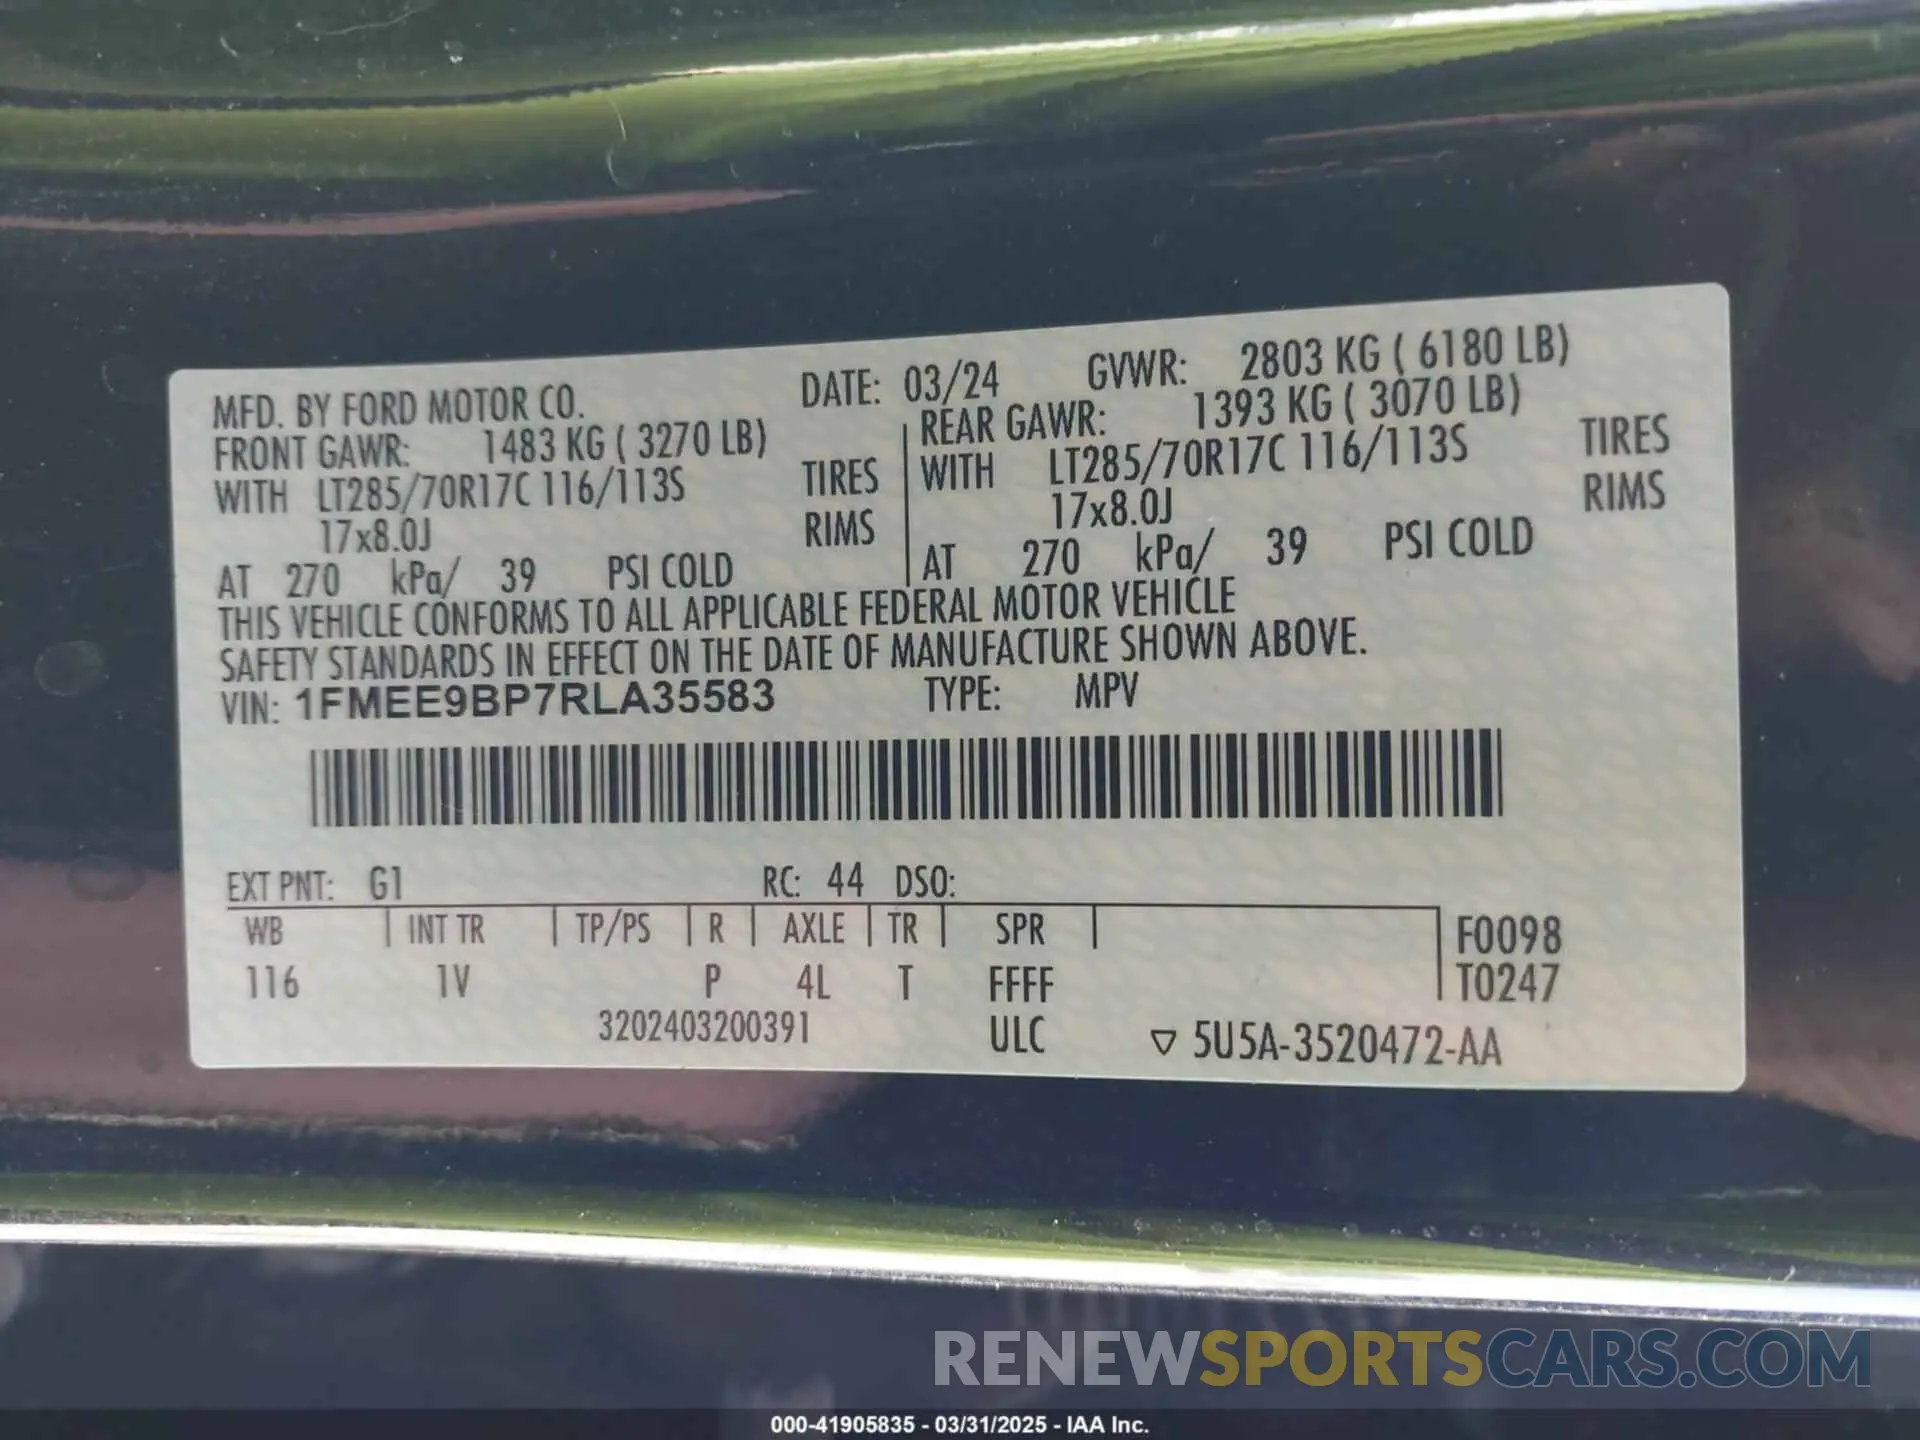 MFD. BY FORD MOTOR CO. DATE: 03/24 GVWR: 2803 KG ( 6180 LB)
FRONT GAWR: 1483 KG ( 3270 LB) REAR GAWR: 1393 KG ( 3070 LB)
WITH LT285/70R17C 116/113S TIRES WITH LT285/70R17C 116/113S TIRES
17x8.0J RIMS 17x8.0J RIMS
AT 270 kPa/ 39 PSI COLD AT 270 kPa/ 39 PSI COLD
THIS VEHICLE CONFORMS TO ALL APPLICABLE FEDERAL MOTOR VEHICLE
SAFETY STANDARDS IN EFFECT ON THE DATE OF MANUFACTURE SHOWN ABOVE.
VIN: 1FMEE9BP7RLA35583 TYPE: MPV
EXT PNT: G1 RC: 44 DSO:
WB INT TR TP/PS R AXLE TR SPR F0098
116 1V P 4L T FFFF T0247
3202403200391 ULC ▽ 5U5A-3520472-AA
RENEWSPORTSCARS.COM
000-41905835 - 03/31/2025 - IAA Inc.